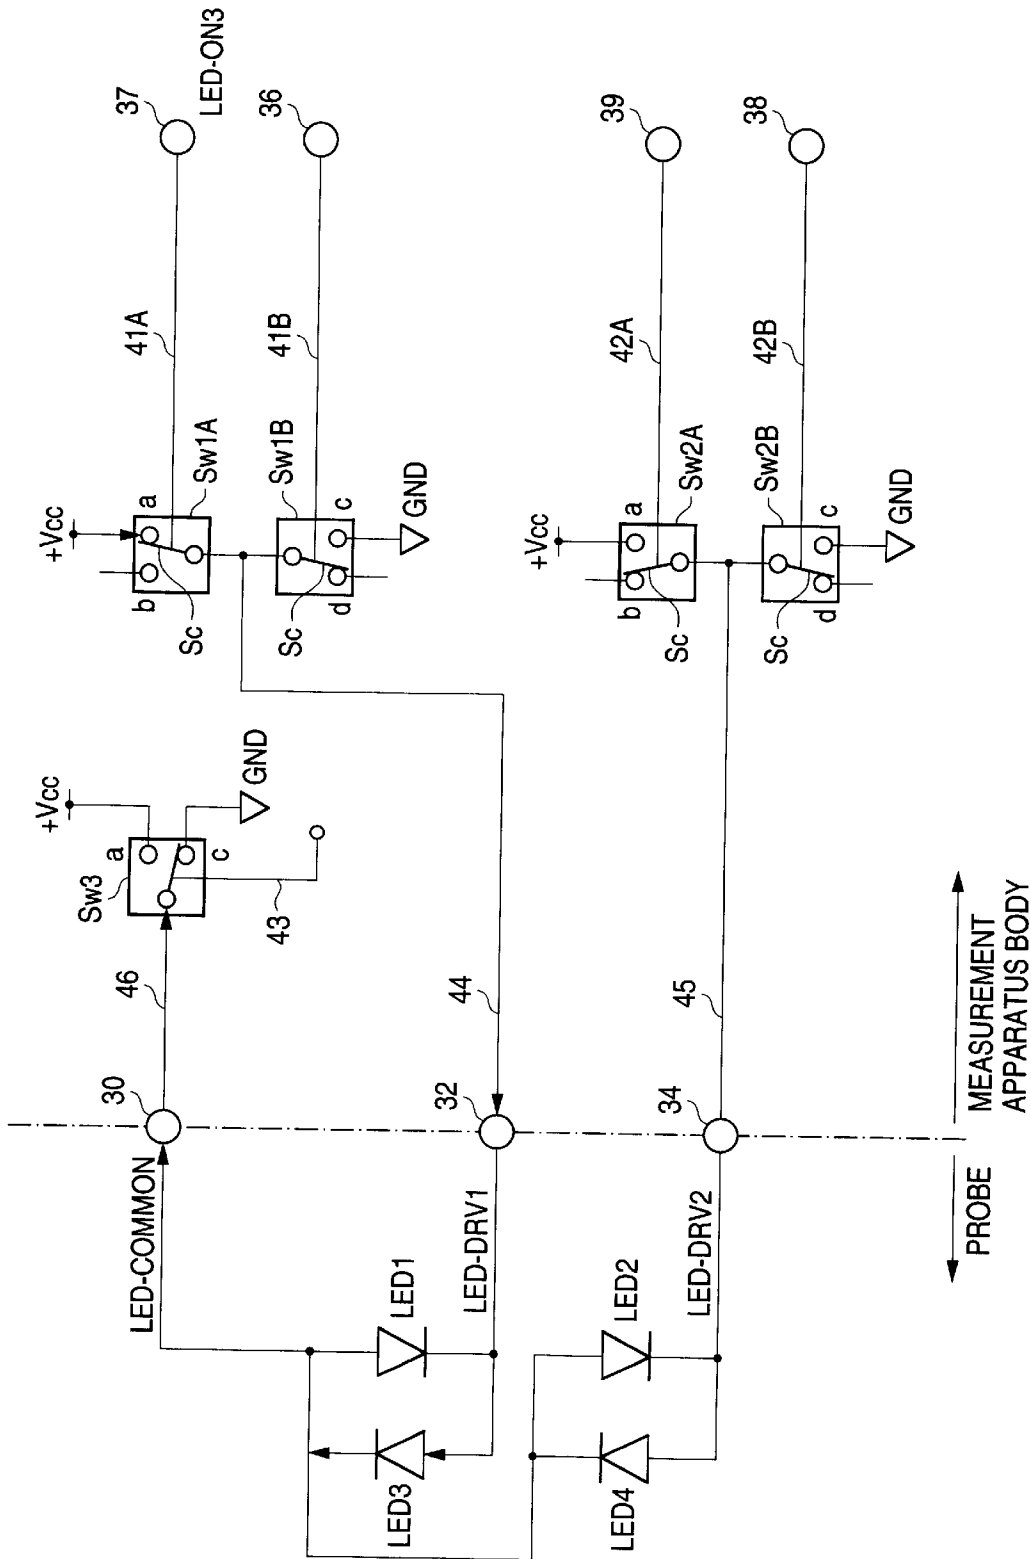 37
LED-ON3
36
39
38
41A
41B
42A
42B
+Vcc
a
b
Sw1A
Sc
Sw1B
c
d
Sc
GND
+Vcc
a
b
Sw2A
Sc
Sw2B
c
d
Sc
GND
+Vcc
a
Sw3
c
GND
43
46
44
45
30
32
34
LED-COMMON
LED-DRV1
LED-DRV2
LED1
LED3
LED2
LED4
PROBE
MEASUREMENT
APPARATUS BODY